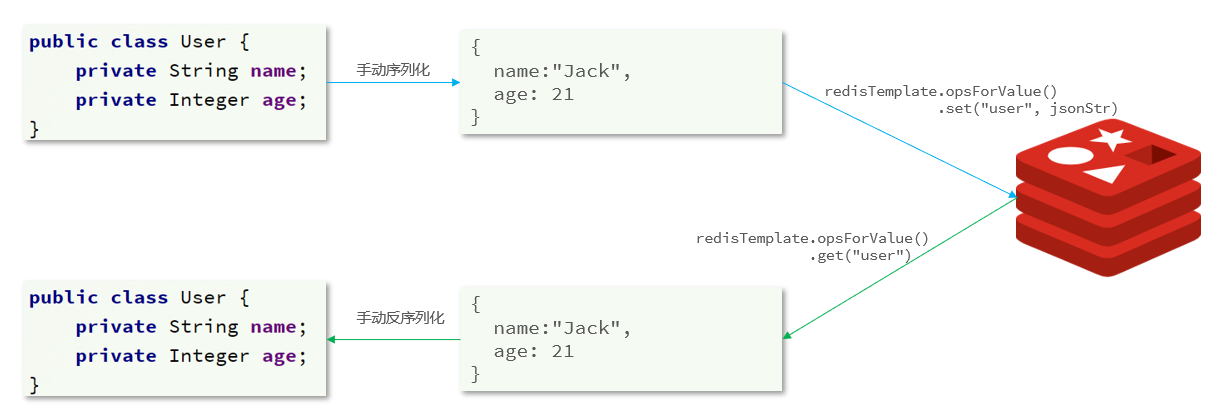 public class User {
    private String name;
    private Integer age;
}
手动序列化
{
  name:"Jack",
  age: 21
}
redisTemplate.opsForValue()
.set("user", jsonStr)
redisTemplate.opsForValue()
.get("user")
public class User {
    private String name;
    private Integer age;
}
手动反序列化
{
  name:"Jack",
  age: 21
}